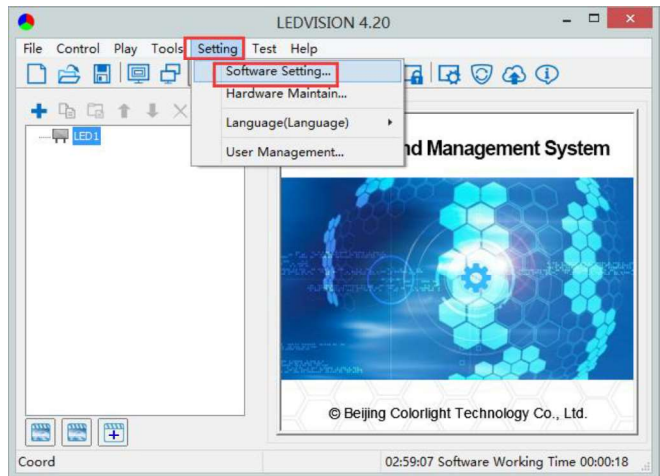 LEDVISION 4.20
File Control Play Tools Setting Test Help
Software Setting...
Hardware Maintain...
Language(Language)
User Management...
LED1
nd Management System
© Beijing Colorlight Technology Co., Ltd.
Coord
02:59:07 Software Working Time 00:00:18